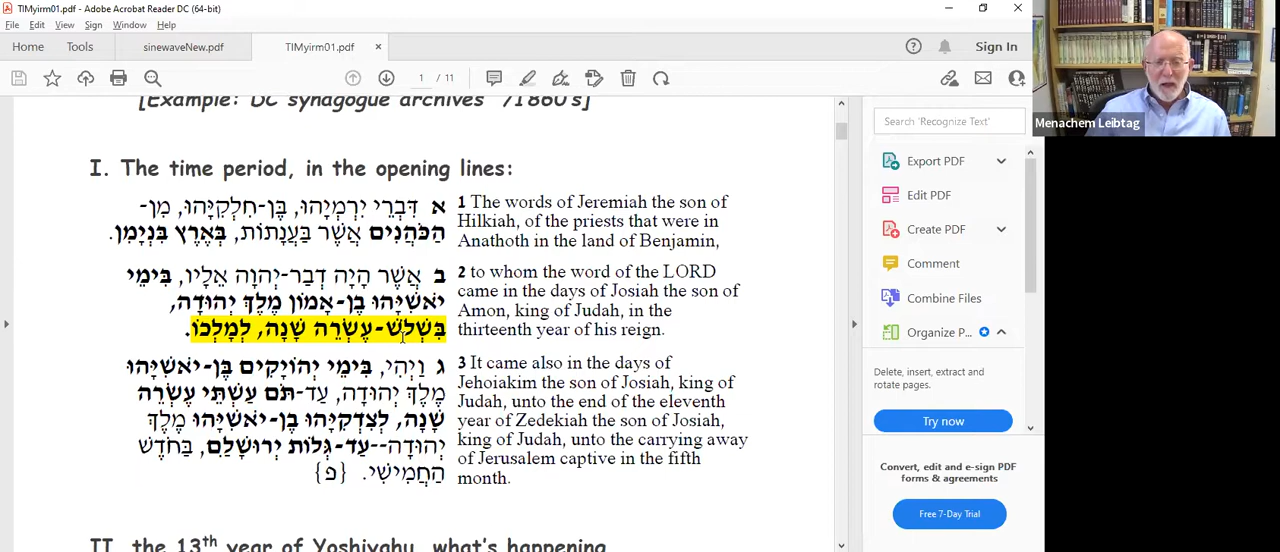 TIMyirm01.pdf - Adobe Acrobat Reader DC (64-bit)
File Edit View Sign Window Help
Home Tools sinewaveNew.pdf TIMyirm01.pdf × Sign In
1 / 11
[Example: DC synagogue archives /1860's]
I. The time period, in the opening lines:
א דִּבְרֵי יִרְמְיָהוּ, בֶּן-חִלְקִיָּהוּ, מִן-
הַכֹּהֲנִים אֲשֶׁר בַּעֲנָתוֹת, בְּאֶרֶץ בִּנְיָמִן.
1 The words of Jeremiah the son of
Hilkiah, of the priests that were in
Anathoth in the land of Benjamin,
ב אֲשֶׁר הָיָה דְבַר-יְהוָה אֵלָיו, בִּימֵי
יֹאשִׁיָּהוּ בֶן-אָמוֹן מֶלֶךְ יְהוּדָה,
בִּשְׁלֹשׁ-עֶשְׂרֵה שָׁנָה, לְמָלְכוֹ.
2 to whom the word of the LORD
came in the days of Josiah the son of
Amon, king of Judah, in the
thirteenth year of his reign.
ג וַיְהִי, בִּימֵי יְהוֹיָקִים בֶּן-יֹאשִׁיָּהוּ
מֶלֶךְ יְהוּדָה, עַד-תֹּם עַשְׁתֵּי עֶשְׂרֵה
שָׁנָה, לְצִדְקִיָּהוּ בֶן-יֹאשִׁיָּהוּ מֶלֶךְ
יְהוּדָה--עַד-גְּלוֹת יְרוּשָׁלִַם, בַּחֹדֶשׁ
הַחֲמִישִׁי. {פ}
3 It came also in the days of
Jehoiakim the son of Josiah, king of
Judah, unto the end of the eleventh
year of Zedekiah the son of Josiah,
king of Judah, unto the carrying away
of Jerusalem captive in the fifth
month.
II. the 13th year of Yoshiyahu, what's happening
Search 'Recognize Text'
Export PDF
Edit PDF
Create PDF
Comment
Combine Files
Organize P...
Delete, insert, extract and
rotate pages.
Try now
Convert, edit and e-sign PDF
forms & agreements
Free 7-Day Trial
Menachem Leibtag